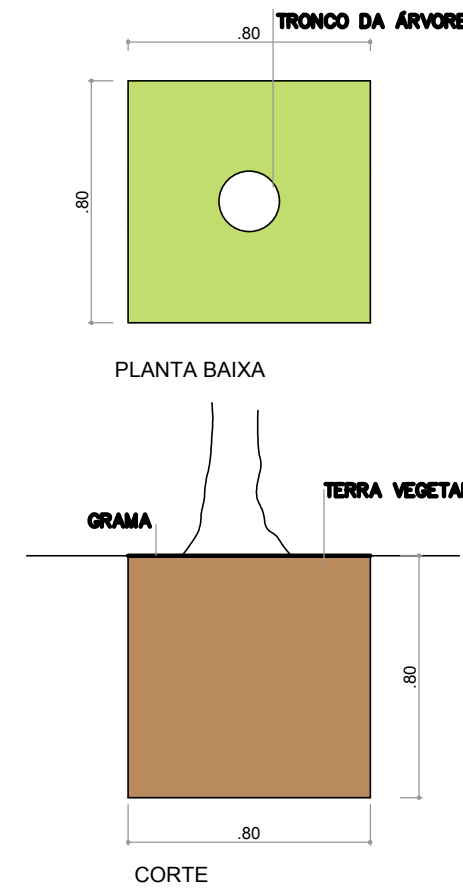 TRONCO DA ÁRVORE
.80
.80
PLANTA BAIXA
TERRA VEGETAL
GRAMA
.80
.80
CORTE